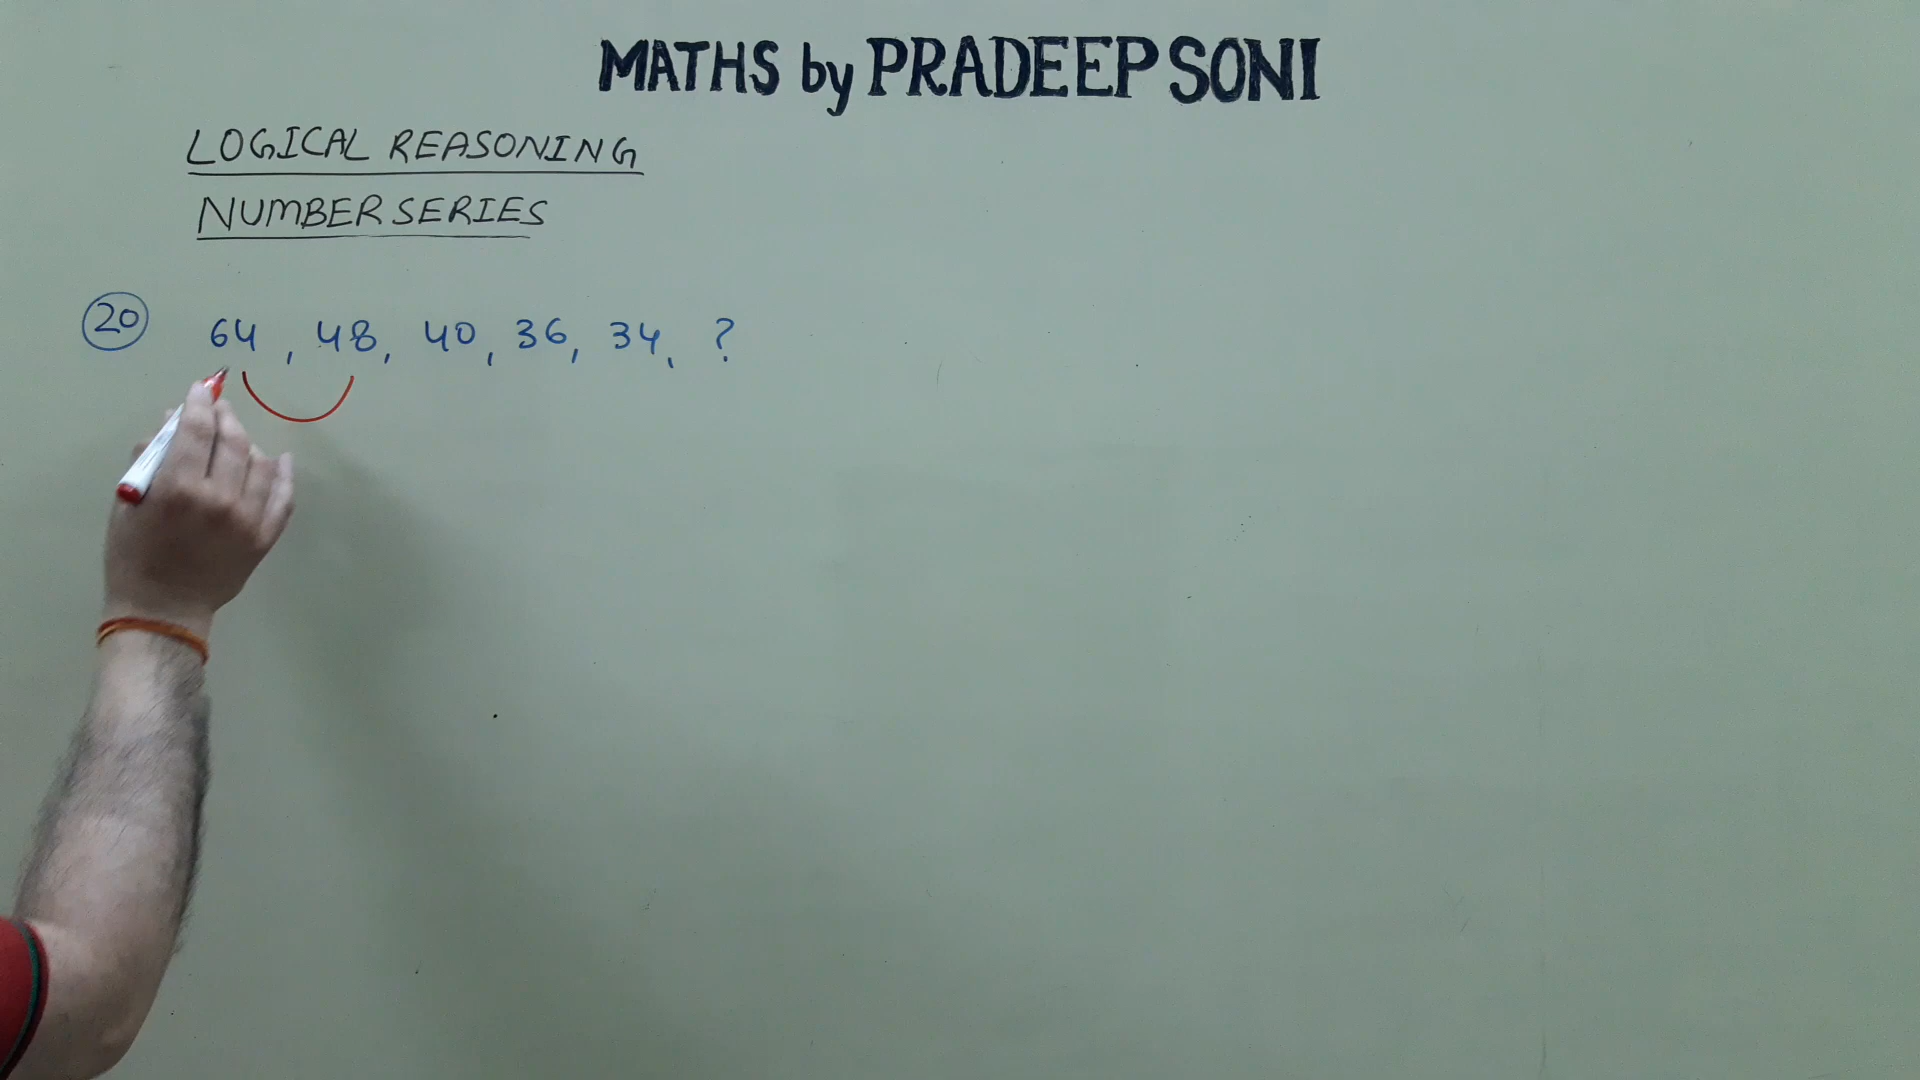 MATHS by PRADEEP SONI
LOGICAL REASONING
NUMBER SERIES
20 64, 48, 40, 36, 34, ?